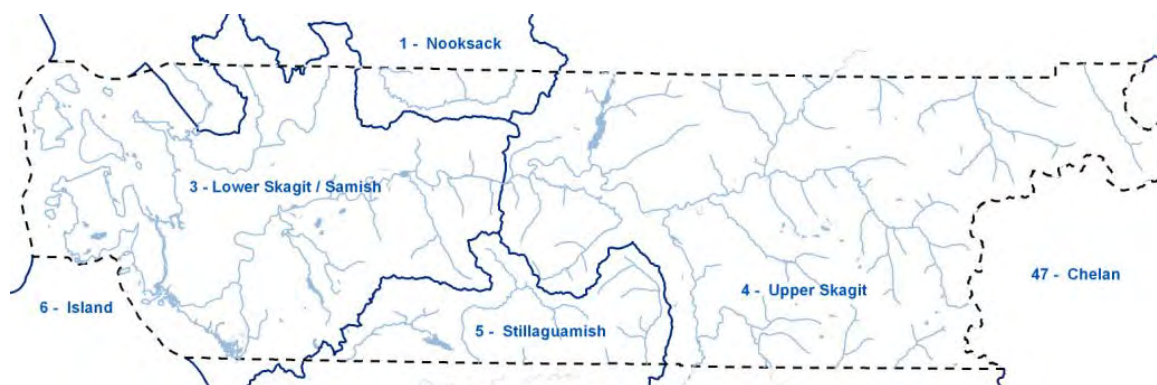 1 - Nooksack
3 - Lower Skagit / Samish
47 - Chelan
4 - Upper Skagit
6 - Island
5 - Stillaguamish